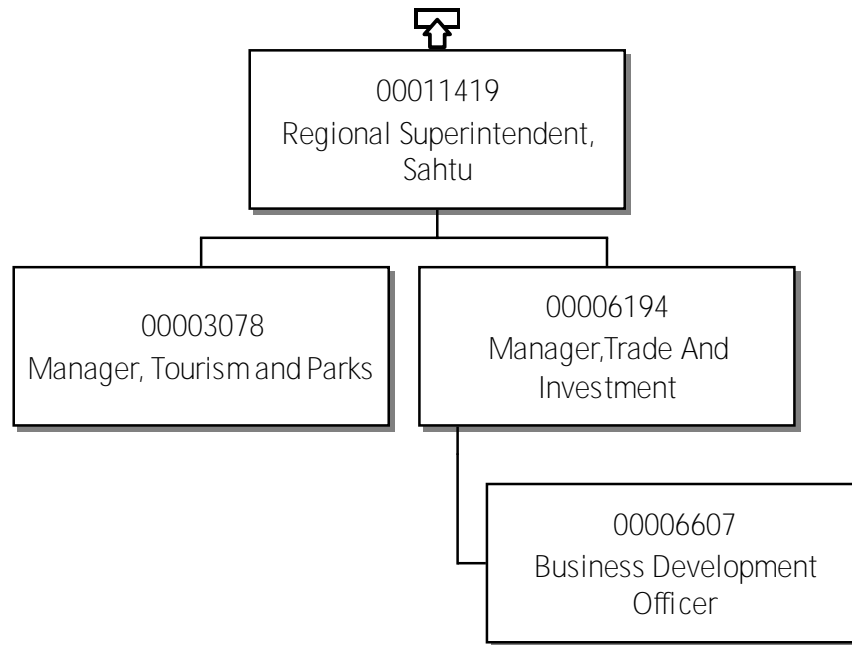 00011419
Regional Superintendent,
Sahtu
00003078
Manager, Tourism and Parks
00006194
Manager,Trade And
Investment
00006607
Business Development
Officer